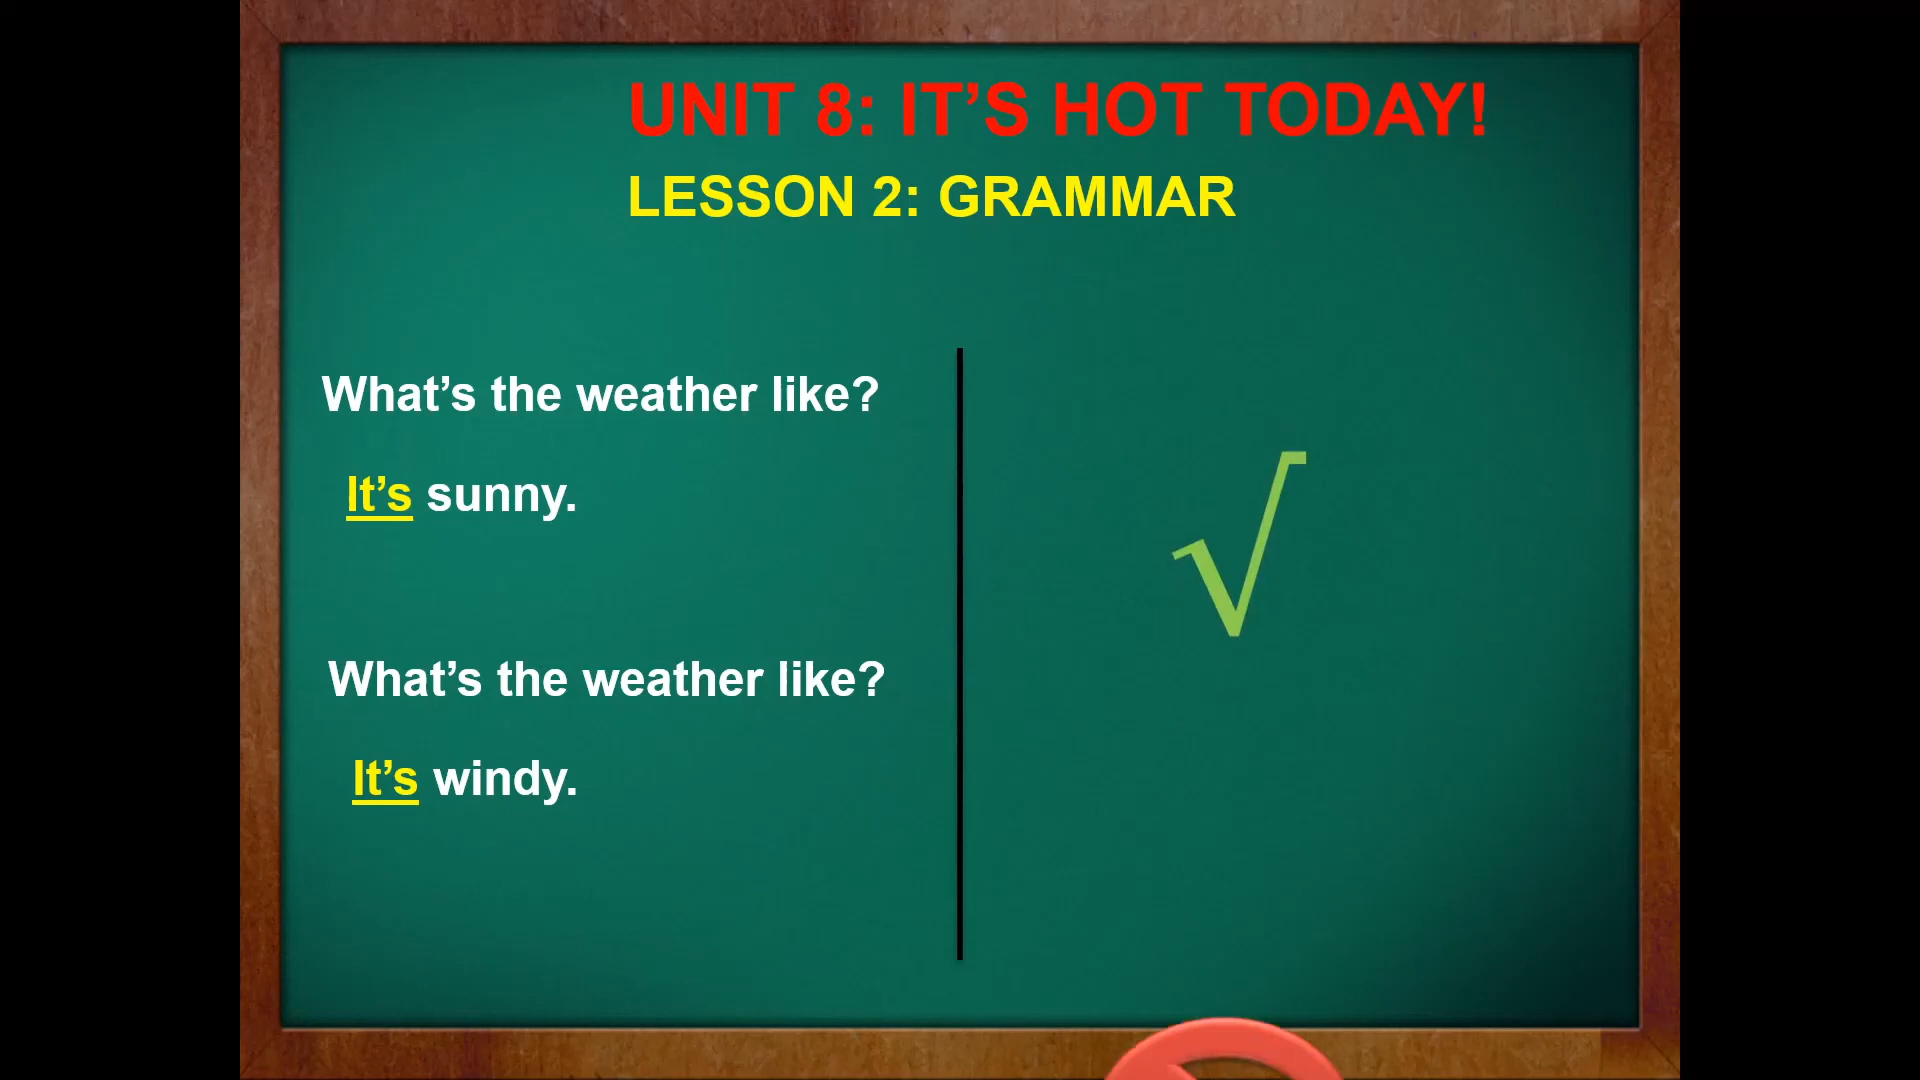 UNIT 8: IT’S HOT TODAY!
LESSON 2: GRAMMAR
What’s the weather like?
It’s sunny.
What’s the weather like?
It’s windy.
√